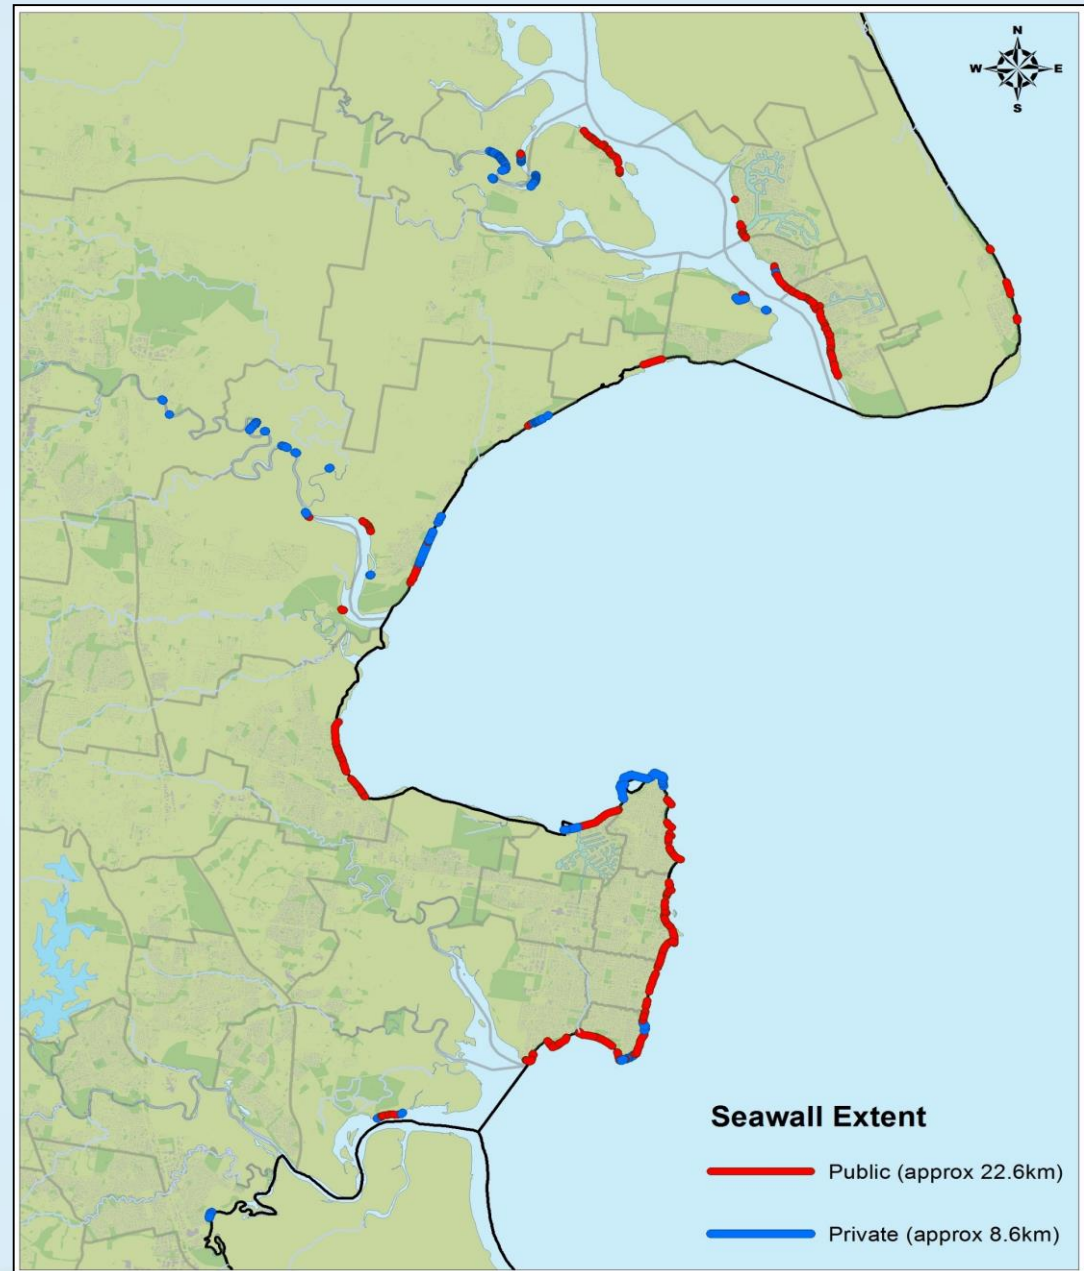 N
W E
S
Seawall Extent
Public (approx 22.6km)
Private (approx 8.6km)